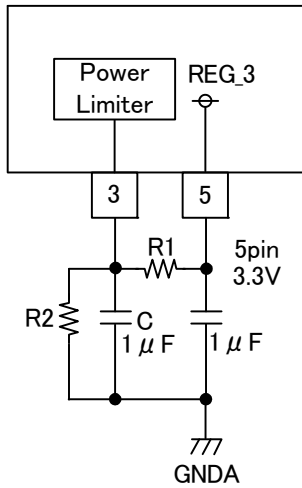 Power
Limiter
REG_3
3
5
R1
5pin
3.3V
R2
C
1μF
1μF
GNDA